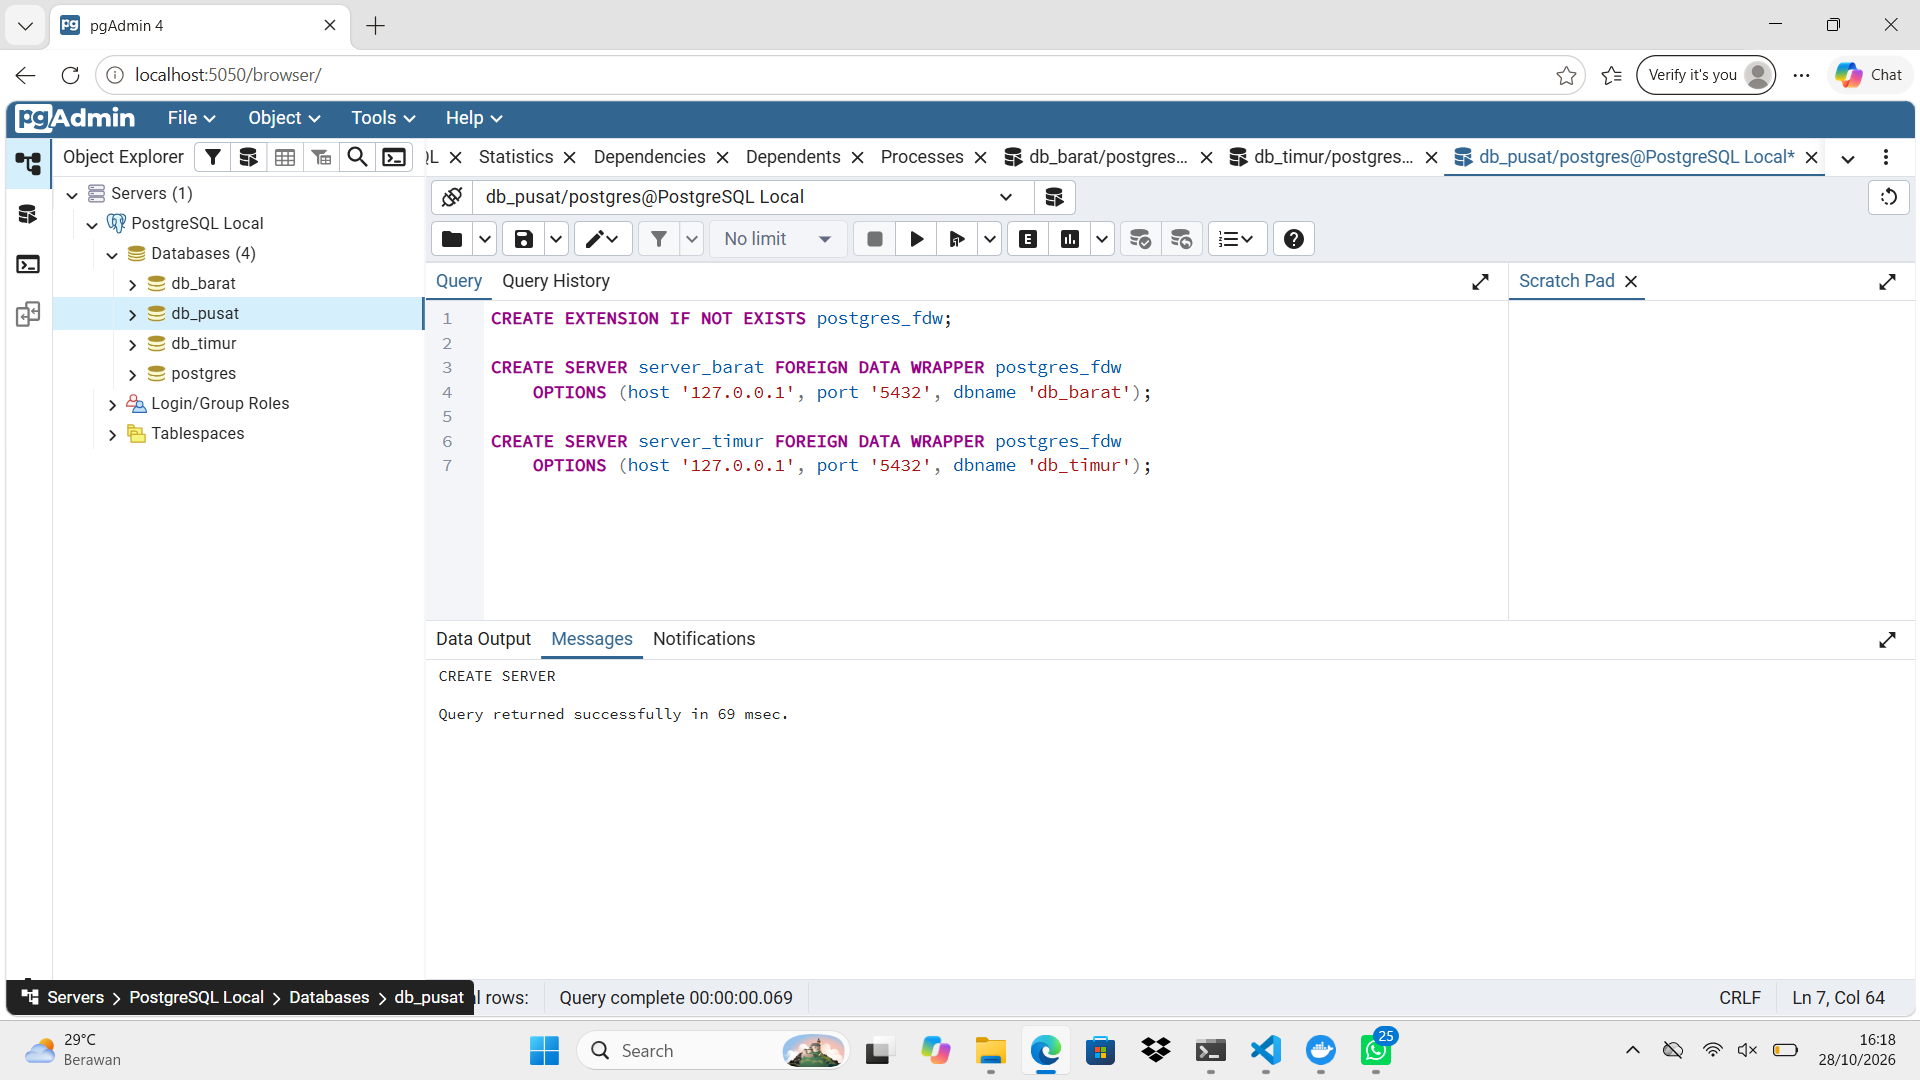 pgAdmin 4
localhost:5050/browser/
Verify it's you
Chat
pgAdmin File Object Tools Help
Object Explorer
QL Statistics Dependencies Dependents Processes db_barat/postgres... db_timur/postgres... db_pusat/postgres@PostgreSQL Local*
Servers (1)
PostgreSQL Local
Databases (4)
db_barat
db_pusat
db_timur
postgres
Login/Group Roles
Tablespaces
db_pusat/postgres@PostgreSQL Local
No limit
E
Query Query History
Scratch Pad
1 CREATE EXTENSION IF NOT EXISTS postgres_fdw;
2
3 CREATE SERVER server_barat FOREIGN DATA WRAPPER postgres_fdw
4 OPTIONS (host '127.0.0.1', port '5432', dbname 'db_barat');
5
6 CREATE SERVER server_timur FOREIGN DATA WRAPPER postgres_fdw
7 OPTIONS (host '127.0.0.1', port '5432', dbname 'db_timur');
Data Output Messages Notifications
CREATE SERVER
Query returned successfully in 69 msec.
Servers > PostgreSQL Local > Databases > db_pusat
l rows:
Query complete 00:00:00.069
CRLF
Ln 7, Col 64
29°C
Berawan
Search
25
16:18
28/10/2026